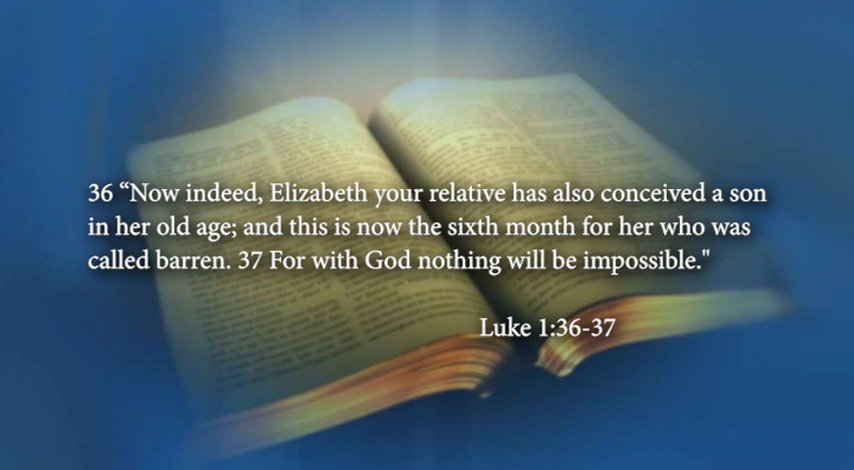 36 “Now indeed, Elizabeth your relative has also conceived a son
in her old age; and this is now the sixth month for her who was
called barren. 37 For with God nothing will be impossible."
Luke 1:36-37